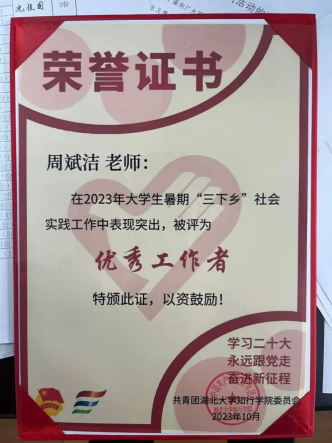 沈佳园
荣誉证书
周斌洁 老师：
在2023年大学生暑期“三下乡”社会
实践工作中表现突出，被评为
优秀工作者
特颁此证，以资鼓励！
学习二十大
永远跟党走
奋进新征程
共青团湖北大学知行学院委员会
2023年10月